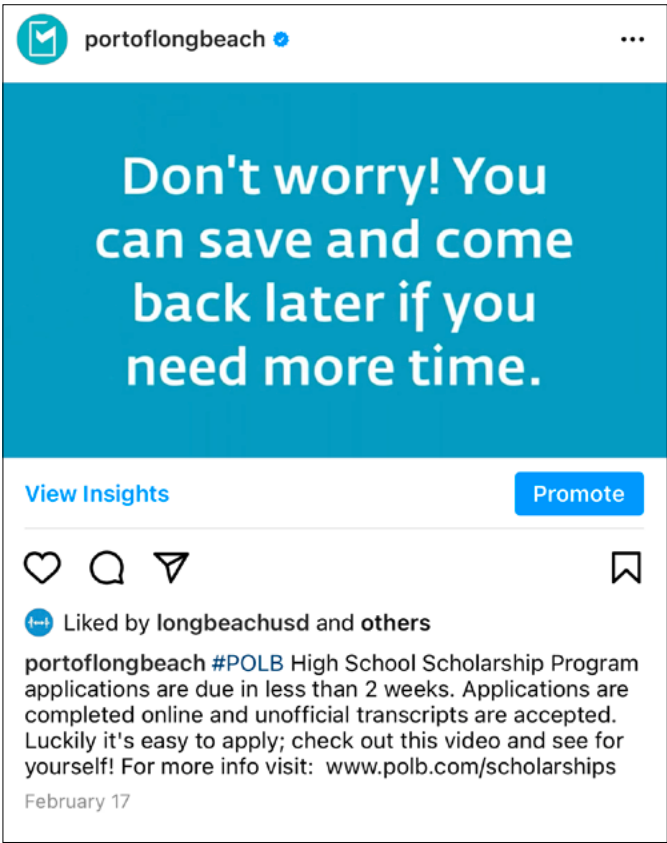 portoflongbeach
Don't worry! You
can save and come
back later if you
need more time.
View Insights
Promote
Liked by longbeachusd and others
portoflongbeach #POLB High School Scholarship Program
applications are due in less than 2 weeks. Applications are
completed online and unofficial transcripts are accepted.
Luckily it's easy to apply; check out this video and see for
yourself! For more info visit:  www.polb.com/scholarships
February 17